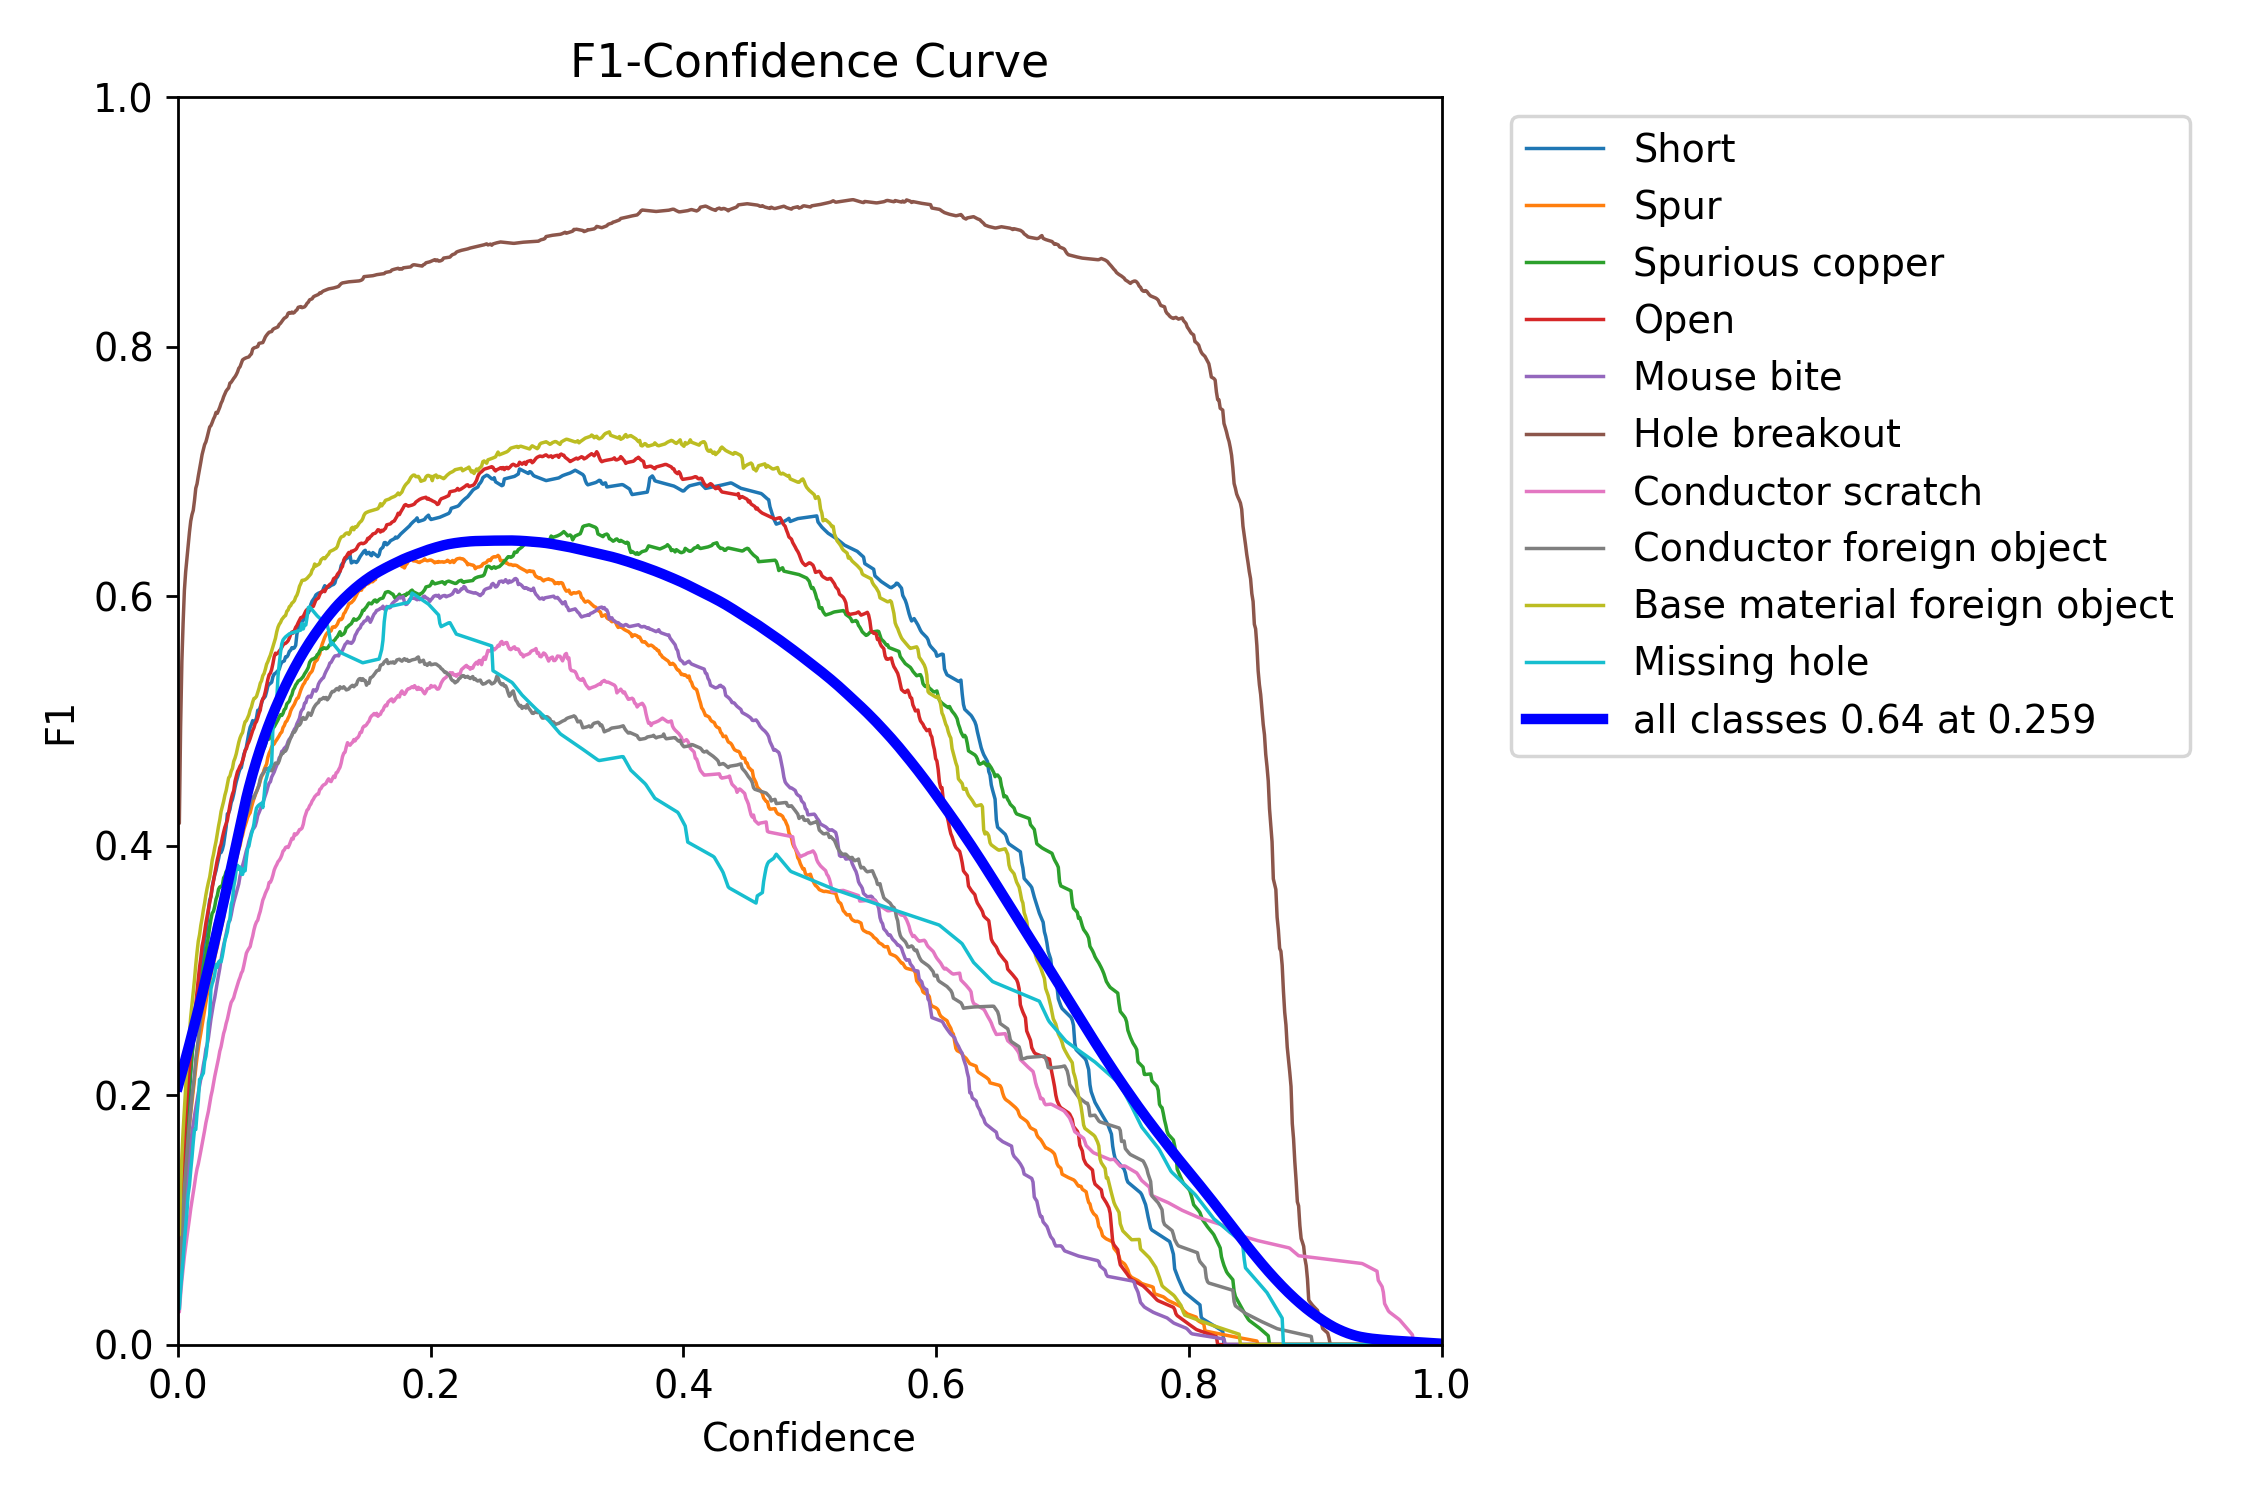 F1-Confidence Curve
1.0
0.8
0.6
0.4
0.2
0.0
F1
0.0 0.2 0.4 0.6 0.8 1.0
Confidence
Short
Spur
Spurious copper
Open
Mouse bite
Hole breakout
Conductor scratch
Conductor foreign object
Base material foreign object
Missing hole
all classes 0.64 at 0.259